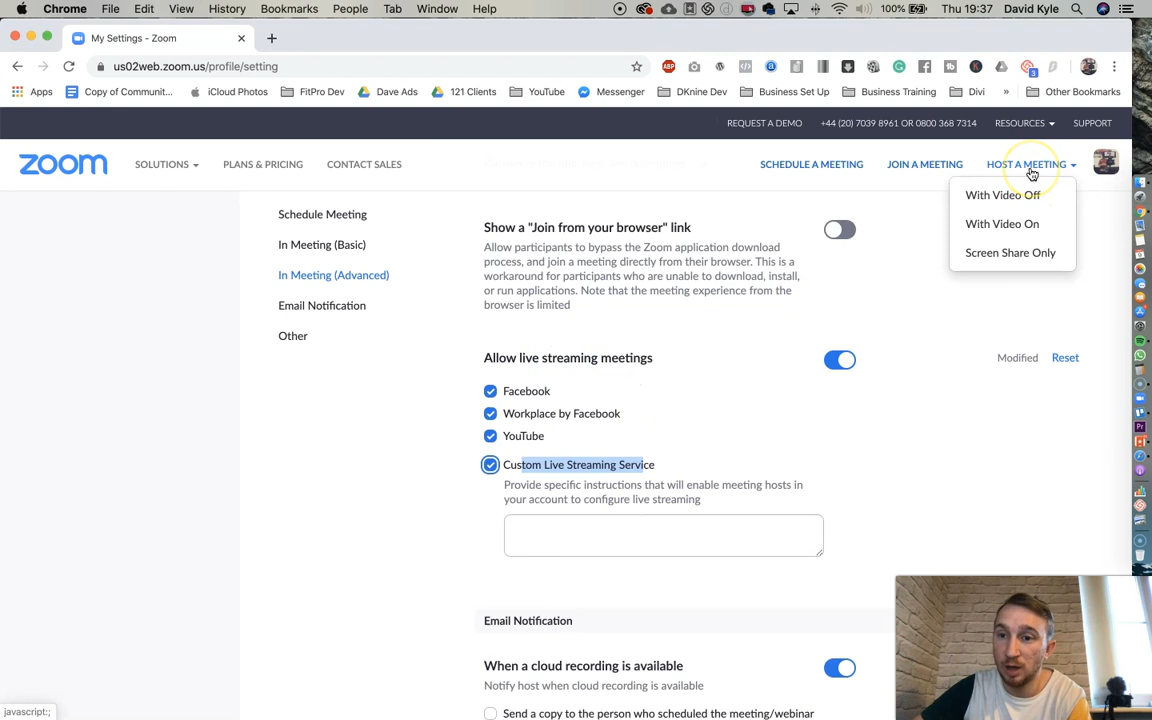 Chrome File Edit View History Bookmarks People Tab Window Help 100% Thu 19:37 David Kyle
My Settings - Zoom
us02web.zoom.us/profile/setting
ABP
3
Apps Copy of Communit... iCloud Photos FitPro Dev Dave Ads 121 Clients YouTube Messenger DKnine Dev Business Set Up Business Training Divi » Other Bookmarks
REQUEST A DEMO +44 (20) 7039 8961 OR 0800 368 7314 RESOURCES SUPPORT
zoom SOLUTIONS PLANS & PRICING CONTACT SALES SCHEDULE A MEETING JOIN A MEETING HOST A MEETING
With Video Off
With Video On
Screen Share Only
Schedule Meeting
In Meeting (Basic)
In Meeting (Advanced)
Email Notification
Other
Show a "Join from your browser" link
Allow participants to bypass the Zoom application download
process, and join a meeting directly from their browser. This is a
workaround for participants who are unable to download, install,
or run applications. Note that the meeting experience from the
browser is limited
Allow live streaming meetings Modified Reset
Facebook
Workplace by Facebook
YouTube
Custom Live Streaming Service
Provide specific instructions that will enable meeting hosts in
your account to configure live streaming
Email Notification
When a cloud recording is available
Notify host when cloud recording is available
Send a copy to the person who scheduled the meeting/webinar
javascript:;